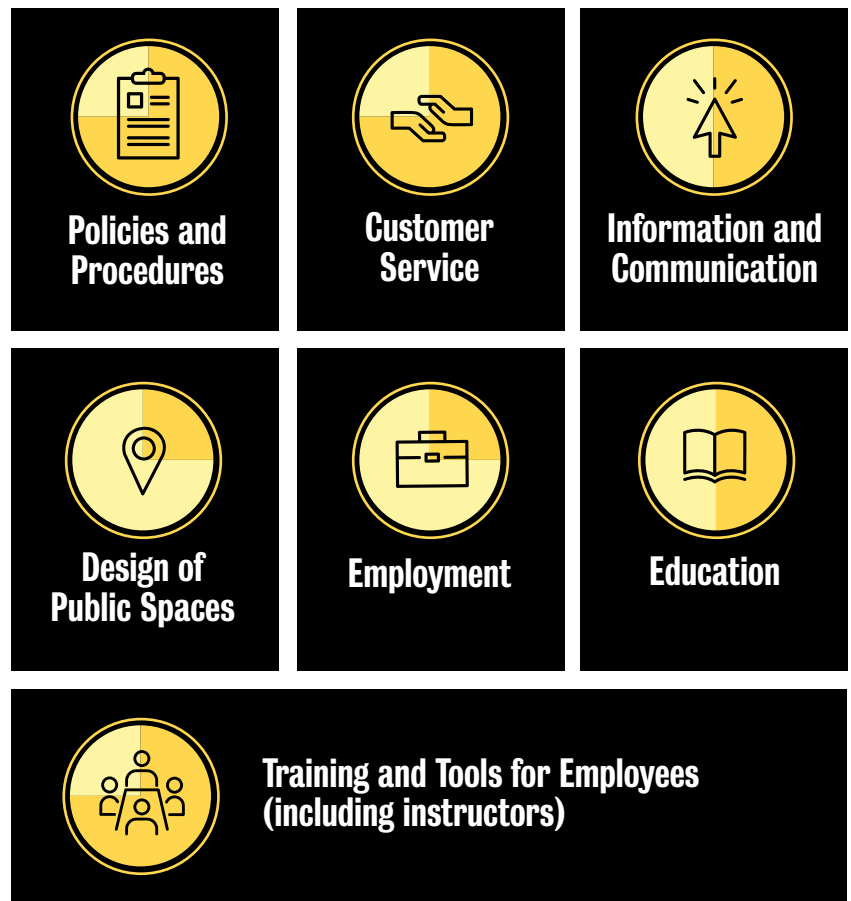 Policies and
Procedures
Customer
Service
Information and
Communication
Design of
Public Spaces
Employment
Education
Training and Tools for Employees
(including instructors)